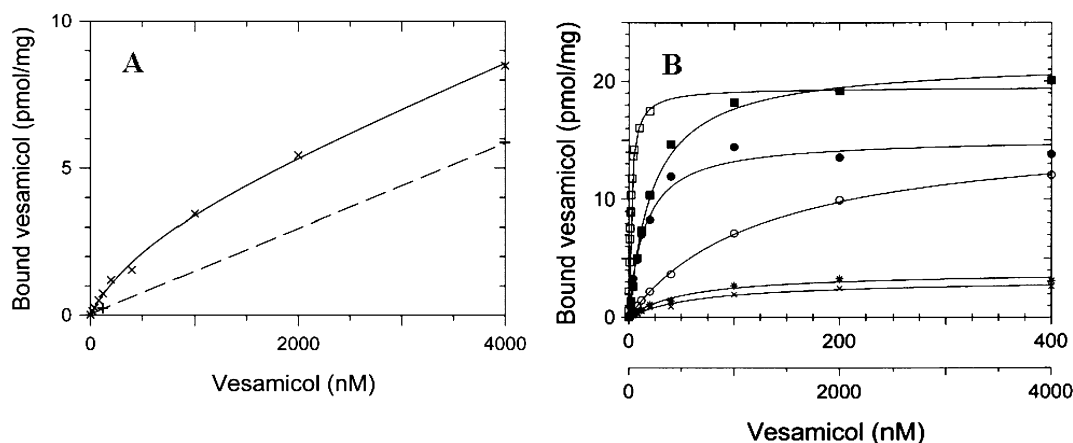 A
Bound vesamicol (pmol/mg)
10
5
0
0 2000 4000
Vesamicol (nM)
B
Bound vesamicol (pmol/mg)
20
10
0
0 200 400
0 2000 4000
Vesamicol (nM)